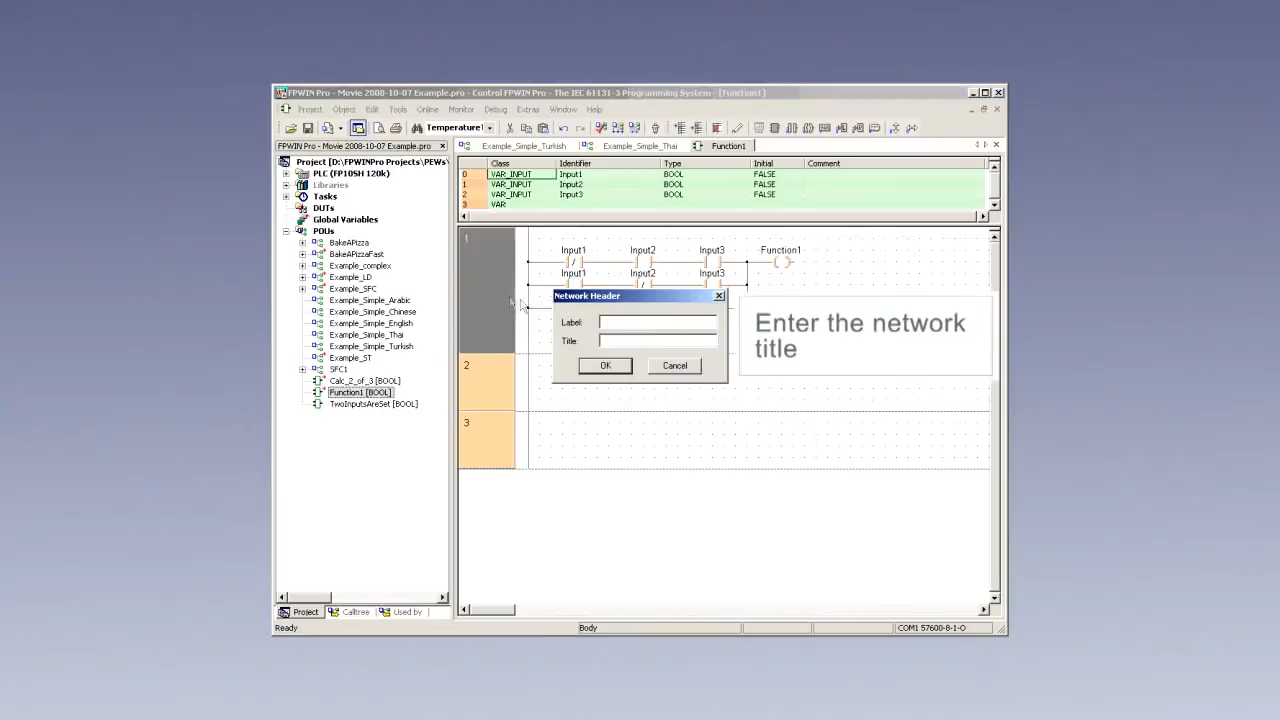 FPWIN Pro - Movie 2008-10-07 Example.pro - Control FPWIN Pro - The IEC 61131-3 Programming System - [Function1]
Project Object Edit Tools Online Monitor Debug Extras Window Help
Temperature1
FPWIN Pro - Movie 2008-10-07 Example.pro
Project [D:\FPWINPro Projects\PEWs
PLC (FP10SH 120k)
Libraries
Tasks
DUTs
Global Variables
POUs
BakeAPizza
BakeAPizzaFast
Example_complex
Example_LD
Example_SFC
Example_Simple_Arabic
Example_Simple_Chinese
Example_Simple_English
Example_Simple_Thai
Example_Simple_Turkish
Example_ST
SFC1
Calc_2_of_3 [BOOL]
Function1 [BOOL]
TwoInputsAreSet [BOOL]
Project Calltree Used by
Example_Simple_Turkish Example_Simple_Thai Function1
Class Identifier Type Initial Comment
0 VAR_INPUT Input1 BOOL FALSE
1 VAR_INPUT Input2 BOOL FALSE
2 VAR_INPUT Input3 BOOL FALSE
3 VAR
1
Input1 Input2 Input3 Function1
Input1 Input2 Input3
Network Header
Label:
Title:
OK Cancel
Enter the network
title
2
3
Ready Body COM1 57600-8-1-O